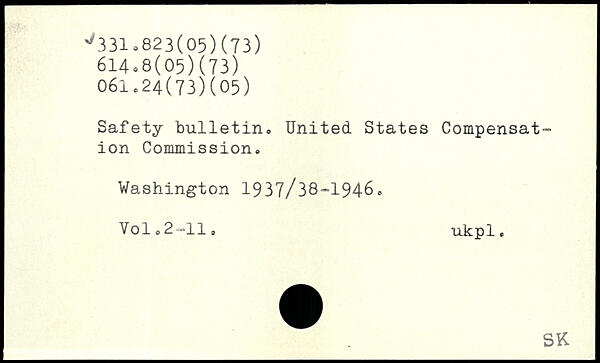 ✓331.823(05)(73)
614.8(05)(73)
061.24(73)(05)
Safety bulletin. United States Compensat-
ion Commission.
Washington 1937/38-1946.
Vol.2-11. ukpl.
SK